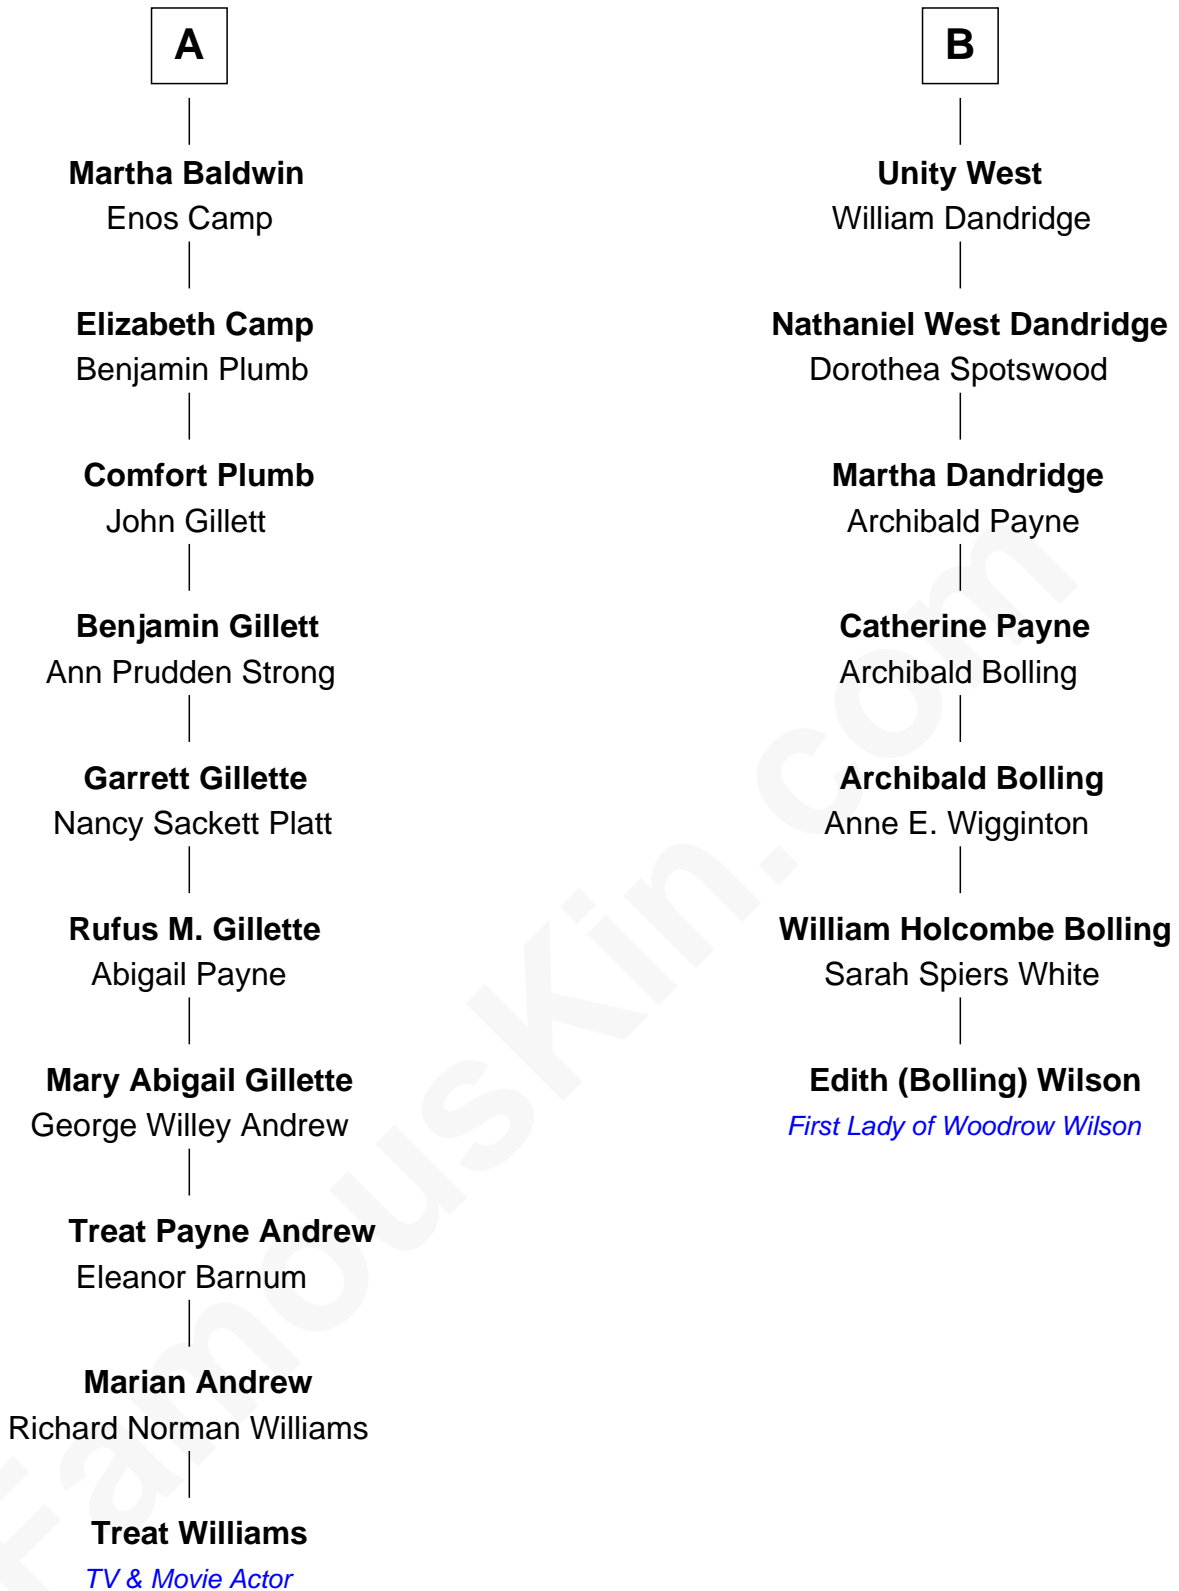 A
Martha Baldwin
Enos Camp
Elizabeth Camp
Benjamin Plumb
Comfort Plumb
John Gillett
Benjamin Gillett
Ann Prudden Strong
Garrett Gillette
Nancy Sackett Platt
Rufus M. Gillette
Abigail Payne
Mary Abigail Gillette
George Willey Andrew
Treat Payne Andrew
Eleanor Barnum
Marian Andrew
Richard Norman Williams
Treat Williams
TV & Movie Actor
B
Unity West
William Dandridge
Nathaniel West Dandridge
Dorothea Spotswood
Martha Dandridge
Archibald Payne
Catherine Payne
Archibald Bolling
Archibald Bolling
Anne E. Wigginton
William Holcombe Bolling
Sarah Spiers White
Edith (Bolling) Wilson
First Lady of Woodrow Wilson
FamousKin.com